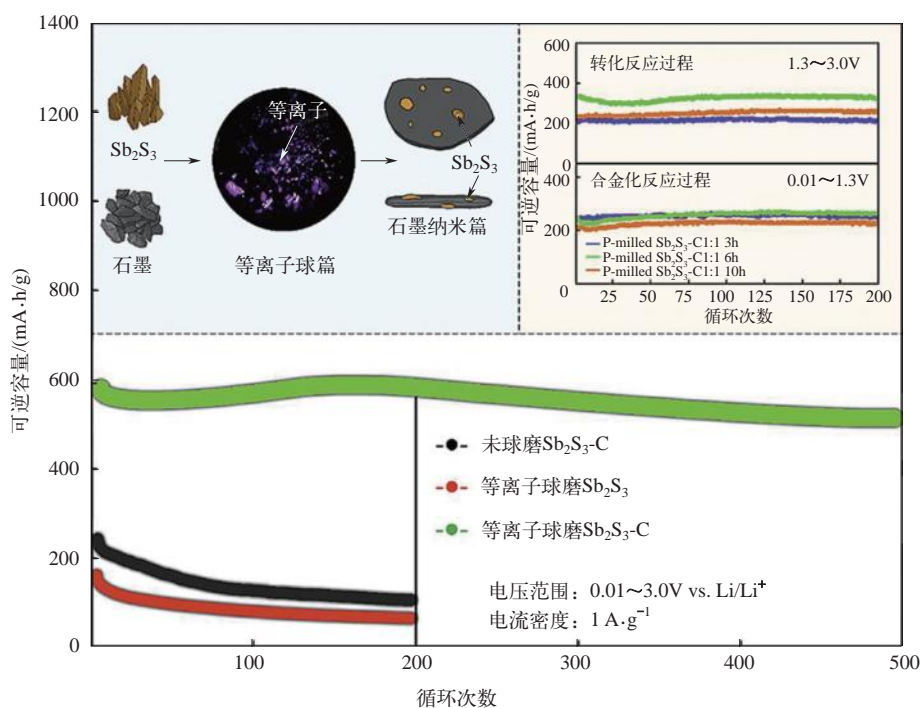 可逆容量/(mA·h/g)
1400
1200
1000
800
600
400
200
0
Sb₂S₃
石墨
等离子
等离子球篇
Sb₂S₃
石墨纳米篇
可逆容量/(mA·h/g)
600
400
200
0
转化反应过程
1.3～3.0V
400
200
0
合金化反应过程
0.01～1.3V
P-milled Sb₂S₃-C1:1 3h
P-milled Sb₂S₃-C1:1 6h
P-milled Sb₂S₃-C1:1 10h
25 50 75 100 125 150 175 200
循环次数
未球磨Sb₂S₃-C
等离子球磨Sb₂S₃
等离子球磨Sb₂S₃-C
电压范围：0.01～3.0V vs. Li/Li⁺
电流密度：1 A·g⁻¹
100 200 300 400 500
循环次数